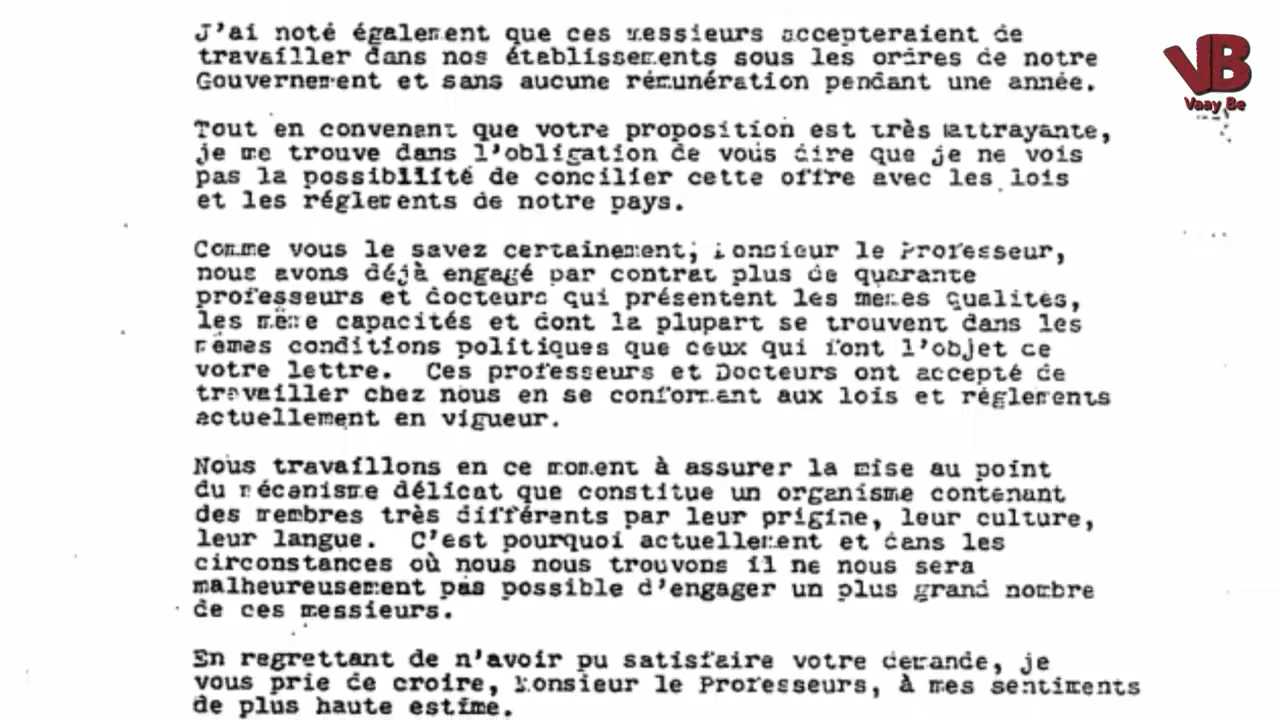 J'ai noté également que ces messieurs accepteraient de
travailler dans nos établissements sous les ordres de notre
Gouvernement et sans aucune rémunération pendant une année.
Tout en convenant que votre proposition est très attrayante,
je me trouve dans l'obligation de vous dire que je ne vois
pas la possibilité de concilier cette offre avec les lois
et les réglements de notre pays.
Comme vous le savez certainement, Monsieur le Professeur,
nous avons déjà engagé par contrat plus de quarante
professeurs et docteurs qui présentent les mêmes qualités,
les même capacités et dont la plupart se trouvent dans les
mêmes conditions politiques que ceux qui font l'objet ce
votre lettre. Ces professeurs et Docteurs ont accepté de
travailler chez nous en se conformant aux lois et réglements
actuellement en vigueur.
Nous travaillons en ce moment à assurer la mise au point
du mécanisme délicat que constitue un organisme contenant
des membres très différents par leur prigine, leur culture,
leur langue. C'est pourquoi actuellement et dans les
circonstances où nous nous trouvons il ne nous sera
malheureusement pas possible d'engager un plus grand nombre
de ces messieurs.
En regrettant de n'avoir pu satisfaire votre demande, je
vous prie de croire, Monsieur le Professeurs, à mes sentiments
de plus haute estime.
VB
Vaay Be